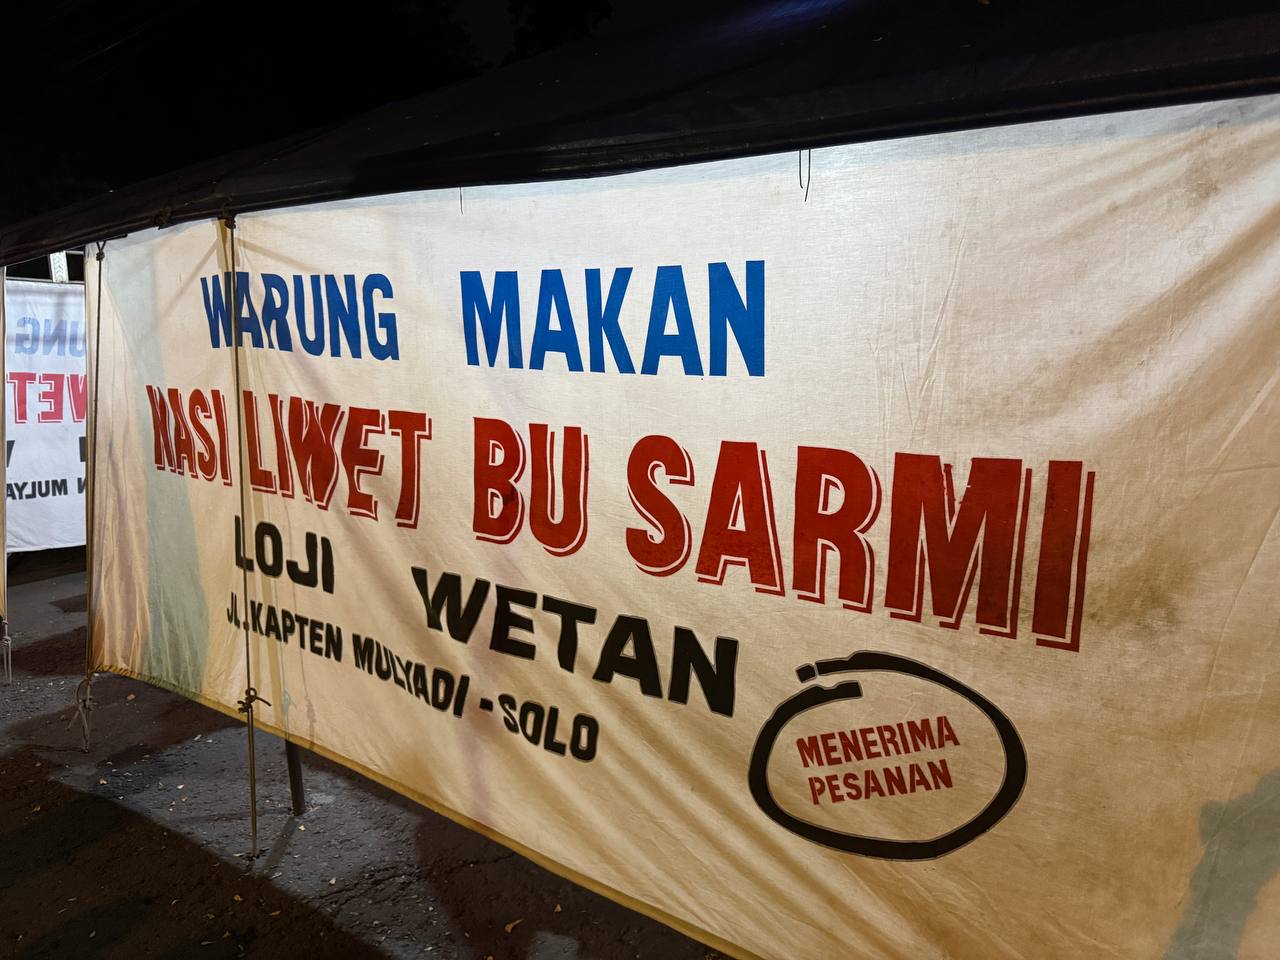 WARUNG MAKAN
NASI LIWET BU SARMI
LOJI WETAN
JL. KAPTEN MULYADI - SOLO
MENERIMA
PESANAN